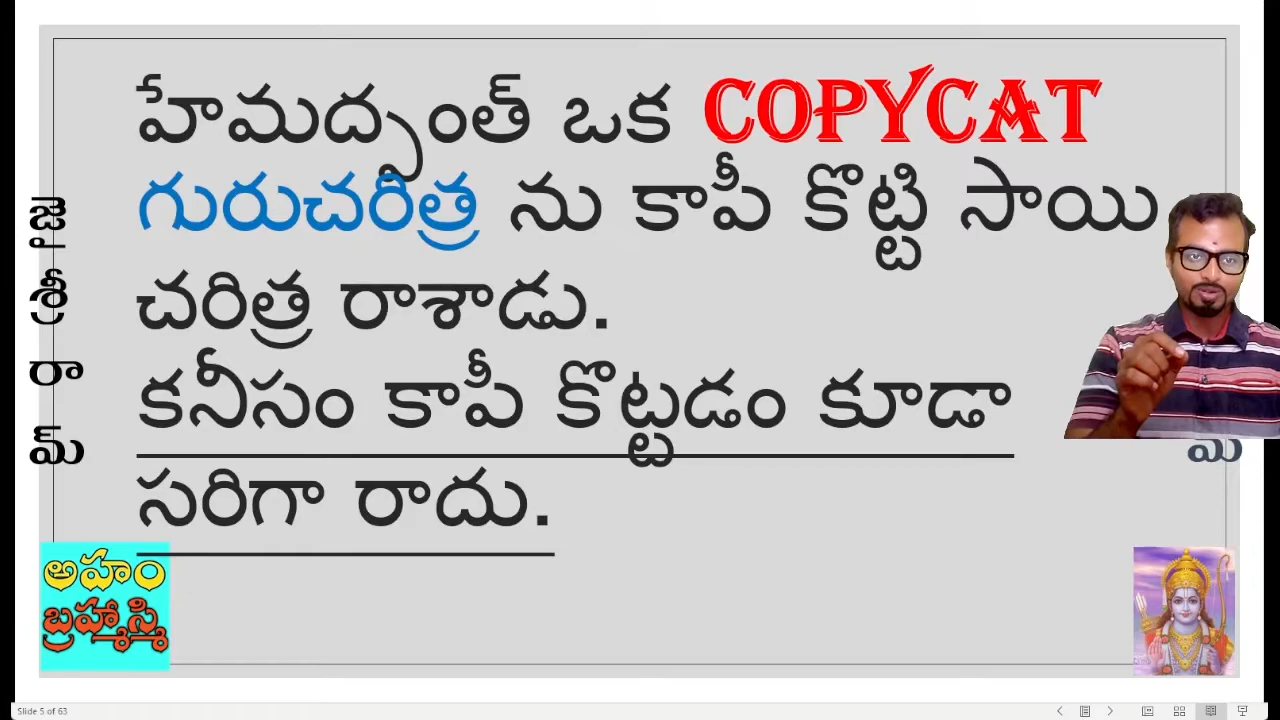 హేమద్పంత్ ఒక COPYCAT
గురుచరిత్ర ను కాపీ కొట్టి సాయి
చరిత్ర రాశాడు.
కనీసం కాపీ కొట్టడం కూడా
సరిగా రాదు.
జై
శ్రీ
రా
మ్
మ్
అహం
బ్రహ్మాస్మి
Slide 5 of 63